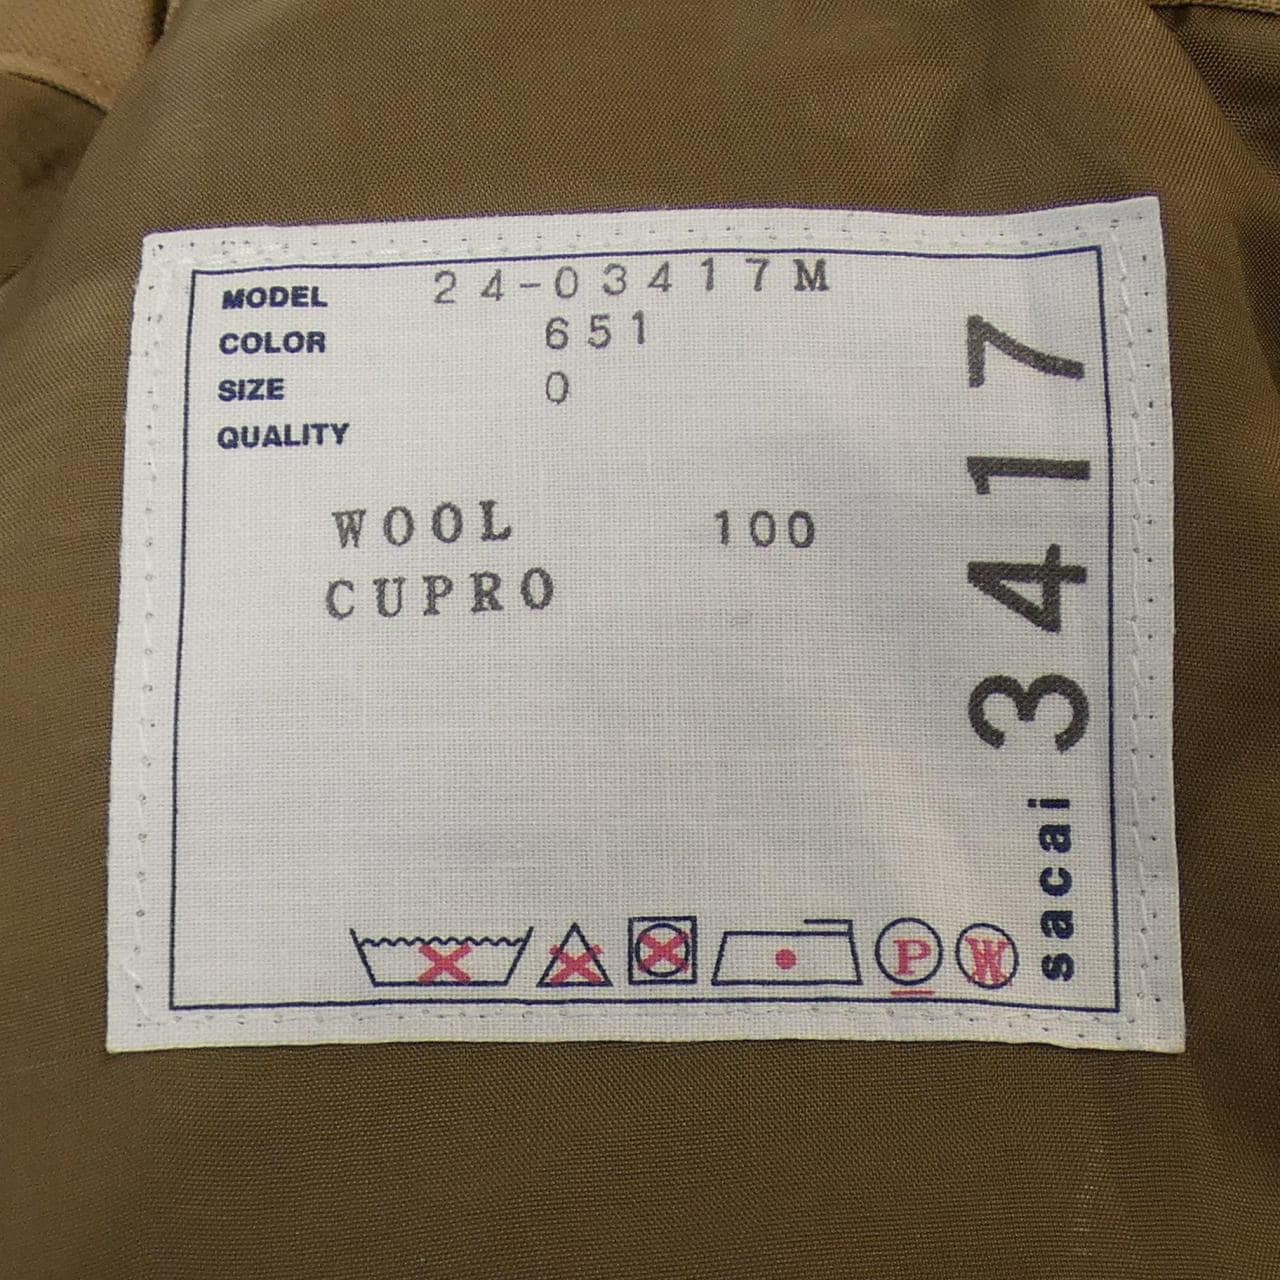 MODEL 24-03417M
COLOR 651
SIZE 0
QUALITY
WOOL 100
CUPRO
P W
sacai 3417